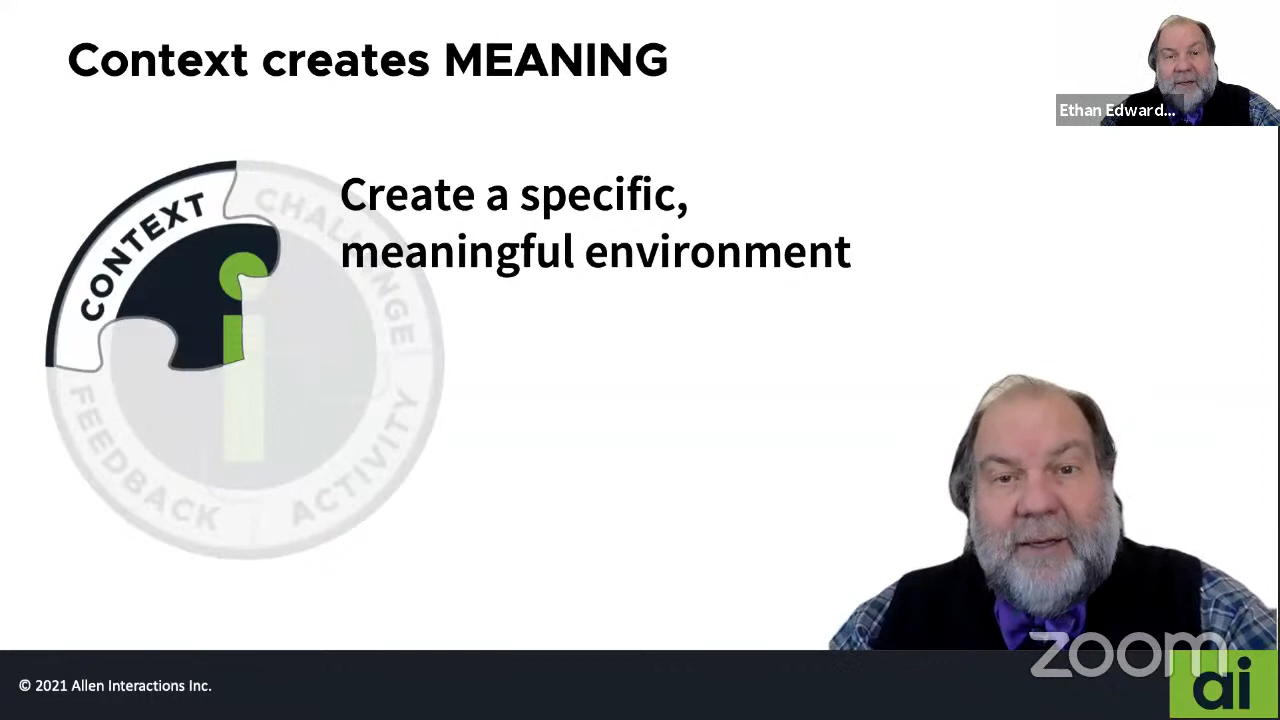 Context creates MEANING
Ethan Edward...
Create a specific,
meaningful environment
CONTEXT
CHALLENGE
FEEDBACK
ACTIVITY
i
zoom
© 2021 Allen Interactions Inc.
ai